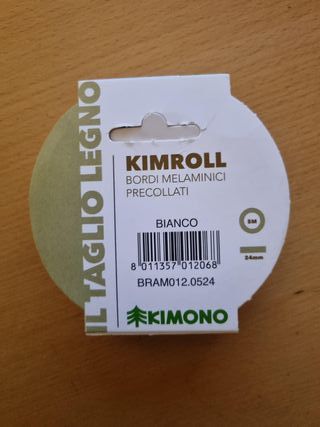 IL TAGLIO LEGNO
KIMROLL
BORDI MELAMINICI
PRECOLLATI
BIANCO
8 011357 012068
BRAM012.0524
5M
24mm
KIMONO